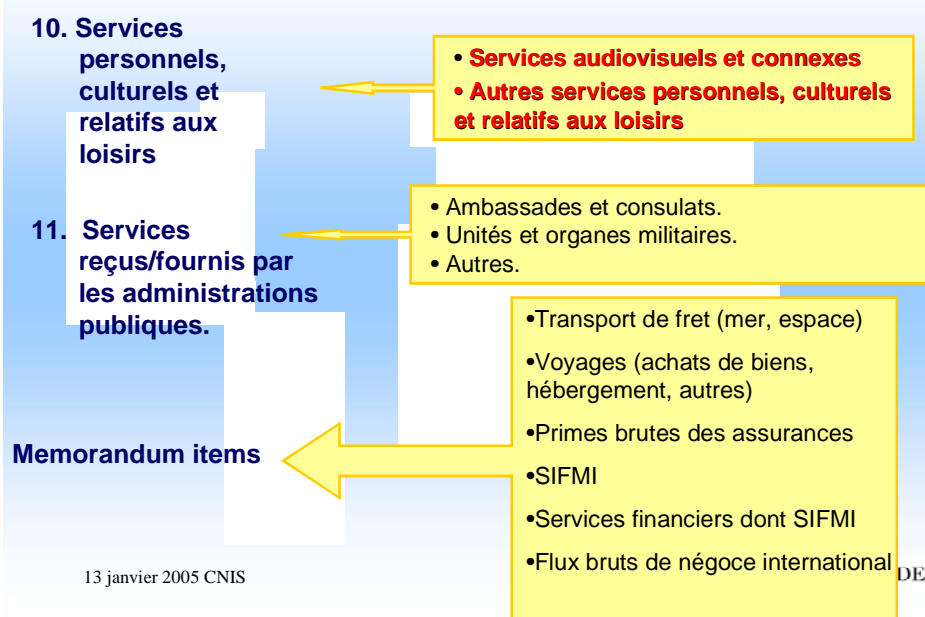 10. Services
personnels,
culturels et
relatifs aux
loisirs
• Services audiovisuels et connexes
• Autres services personnels, culturels
et relatifs aux loisirs
11. Services
reçus/fournis par
les administrations
publiques.
• Ambassades et consulats.
• Unités et organes militaires.
• Autres.
Memorandum items
•Transport de fret (mer, espace)
•Voyages (achats de biens,
hébergement, autres)
•Primes brutes des assurances
•SIFMI
•Services financiers dont SIFMI
•Flux bruts de négoce international
13 janvier 2005 CNIS
DE